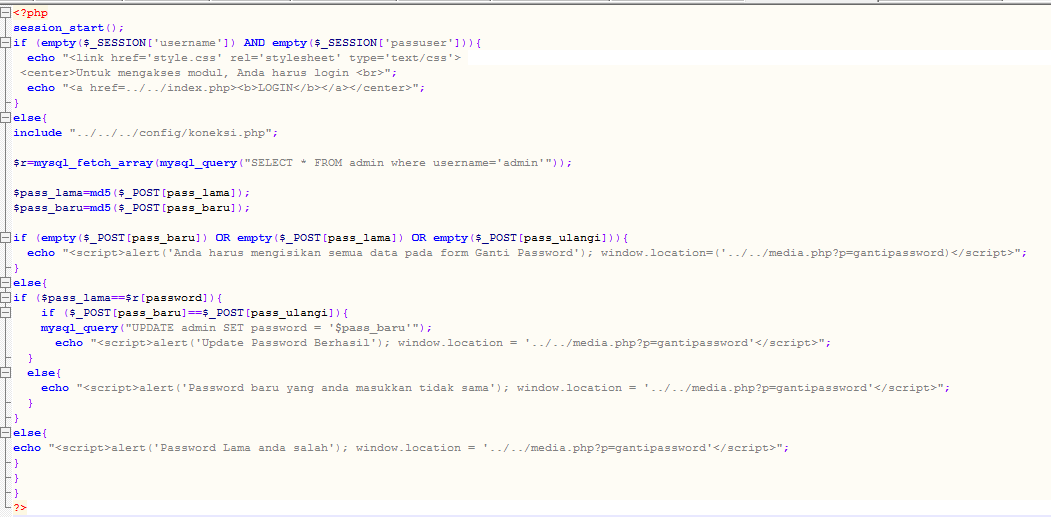 <?php
session_start();
if (empty($_SESSION['username']) AND empty($_SESSION['passuser'])){
echo "<link href='style.css' rel='stylesheet' type='text/css'>
<center>Untuk mengakses modul, Anda harus login <br>";
echo "<a href=../../index.php><b>LOGIN</b></a></center>";
}
else{
include "../../../config/koneksi.php";
$r=mysql_fetch_array(mysql_query("SELECT * FROM admin where username='admin'"));
$pass_lama=md5($_POST[pass_lama]);
$pass_baru=md5($_POST[pass_baru]);
if (empty($_POST[pass_baru]) OR empty($_POST[pass_lama]) OR empty($_POST[pass_ulangi])){
echo "<script>alert('Anda harus mengisikan semua data pada form Ganti Password'); window.location=('../../media.php?p=gantipassword)</script>";
}
else{
if ($pass_lama==$r[password]){
if ($_POST[pass_baru]==$_POST[pass_ulangi]){
mysql_query("UPDATE admin SET password = '$pass_baru'");
echo "<script>alert('Update Password Berhasil'); window.location = '../../media.php?p=gantipassword'</script>";
}
else{
echo "<script>alert('Password baru yang anda masukkan tidak sama'); window.location = '../../media.php?p=gantipassword'</script>";
}
}
else{
echo "<script>alert('Password Lama anda salah'); window.location = '../../media.php?p=gantipassword'</script>";
}
}
}
?>